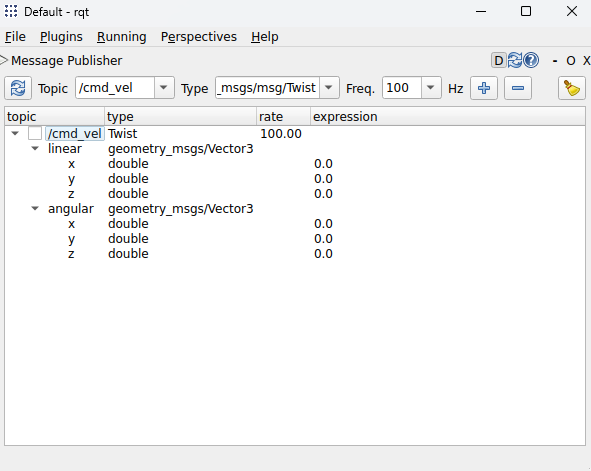 Default - rqt
File Plugins Running Perspectives Help
Message Publisher D ? - O X
Topic /cmd_vel Type _msgs/msg/Twist Freq. 100 Hz
topic type rate expression
/cmd_vel Twist 100.00
linear geometry_msgs/Vector3
x double 0.0
y double 0.0
z double 0.0
angular geometry_msgs/Vector3
x double 0.0
y double 0.0
z double 0.0